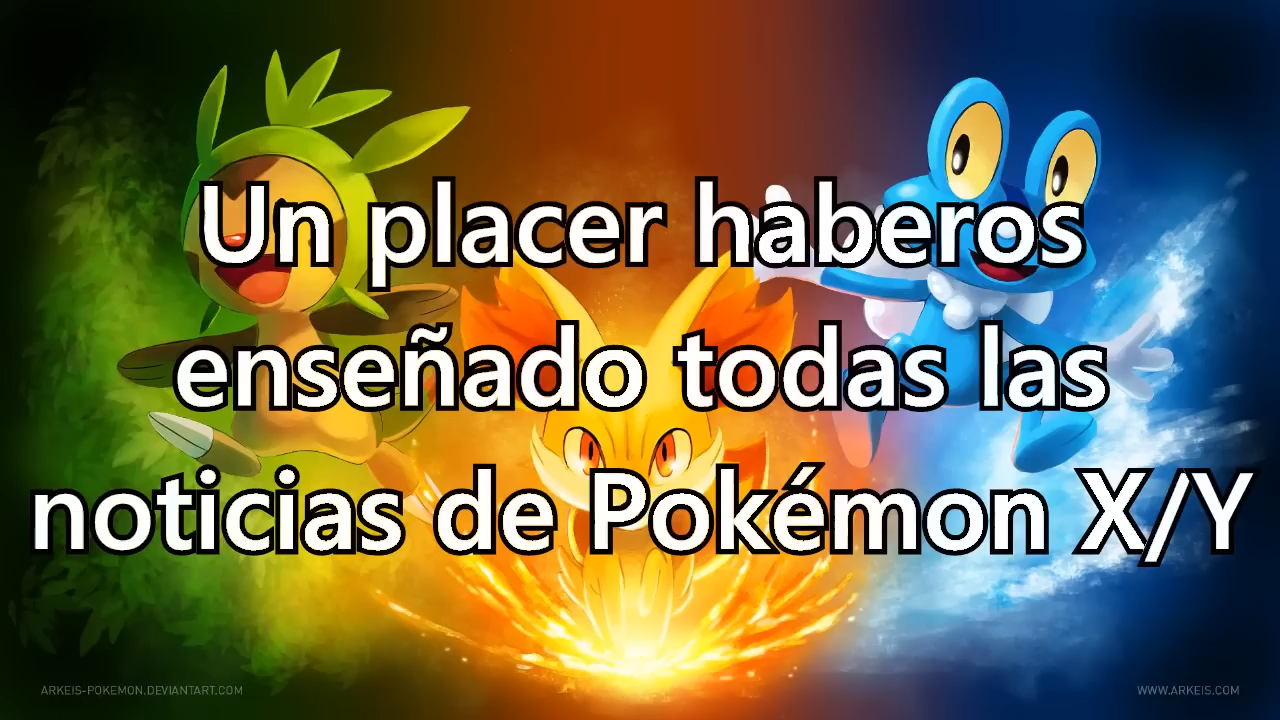 Un placer haberos
enseñado todas las
noticias de Pokémon X/Y
ARKEIS-POKEMON.DEVIANTART.COM
WWW.ARKEIS.COM